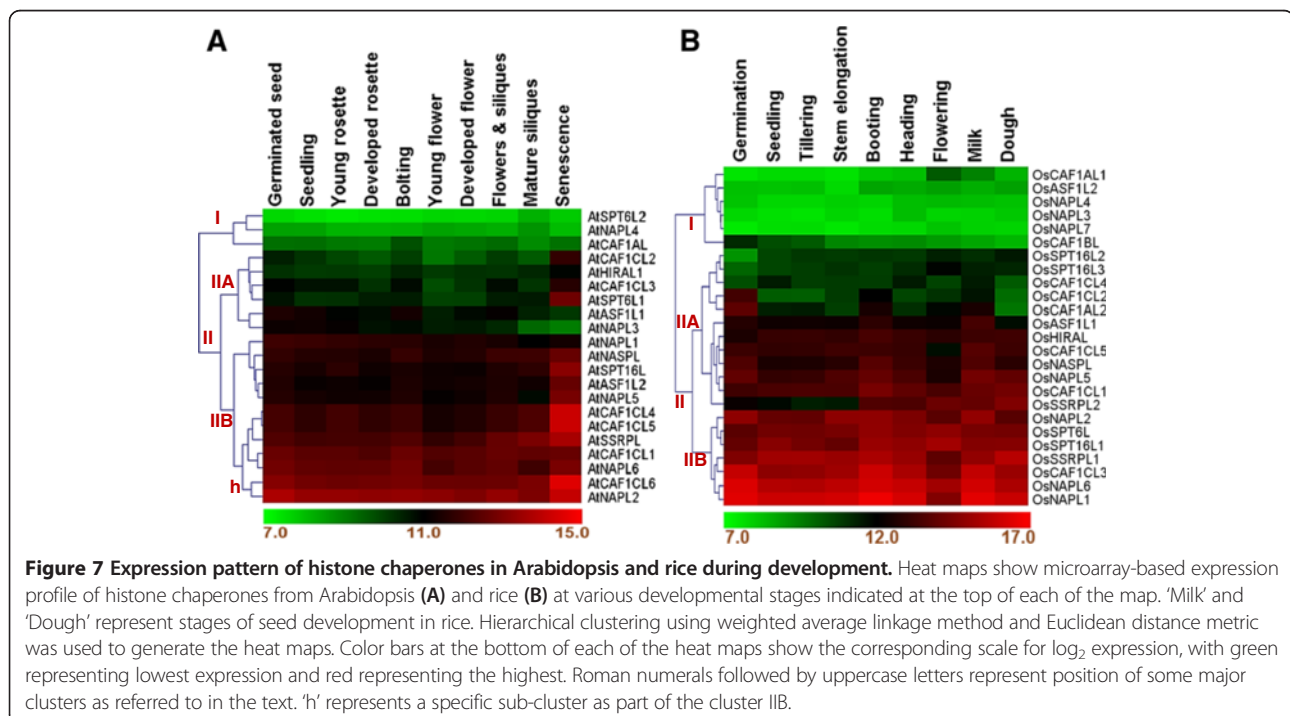 A
B
Germinated seed
Seedling
Young rosette
Developed rosette
Bolting
Young flower
Developed flower
Flowers & siliques
Mature siliques
Senescence
I
IIA
II
IIB
h
AtSPT6L2
AtNAPL4
AtCAF1AL
AtCAF1CL2
AtHIRAL1
AtCAF1CL3
AtSPT6L1
AtASF1L1
AtNAPL3
AtNAPL1
AtNASPL
AtSPT16L
AtASF1L2
AtNAPL5
AtCAF1CL4
AtCAF1CL5
AtSSRPL
AtCAF1CL1
AtNAPL6
AtCAF1CL6
AtNAPL2
7.0 11.0 15.0
Germination
Seedling
Tillering
Stem elongation
Booting
Heading
Flowering
Milk
Dough
I
IIA
II
IIB
OsCAF1AL1
OsASF1L2
OsNAPL4
OsNAPL3
OsNAPL7
OsCAF1BL
OsSPT16L2
OsSPT16L3
OsCAF1CL4
OsCAF1CL2
OsCAF1AL2
OsASF1L1
OsHIRAL
OsCAF1CL5
OsNASPL
OsNAPL5
OsCAF1CL1
OsSSRPL2
OsNAPL2
OsSPT6L
OsSPT16L1
OsSSRPL1
OsCAF1CL3
OsNAPL6
OsNAPL1
7.0 12.0 17.0
Figure 7 Expression pattern of histone chaperones in Arabidopsis and rice during development. Heat maps show microarray-based expression
profile of histone chaperones from Arabidopsis (A) and rice (B) at various developmental stages indicated at the top of each of the map. 'Milk' and
'Dough' represent stages of seed development in rice. Hierarchical clustering using weighted average linkage method and Euclidean distance metric
was used to generate the heat maps. Color bars at the bottom of each of the heat maps show the corresponding scale for log₂ expression, with green
representing lowest expression and red representing the highest. Roman numerals followed by uppercase letters represent position of some major
clusters as referred to in the text. 'h' represents a specific sub-cluster as part of the cluster IIB.